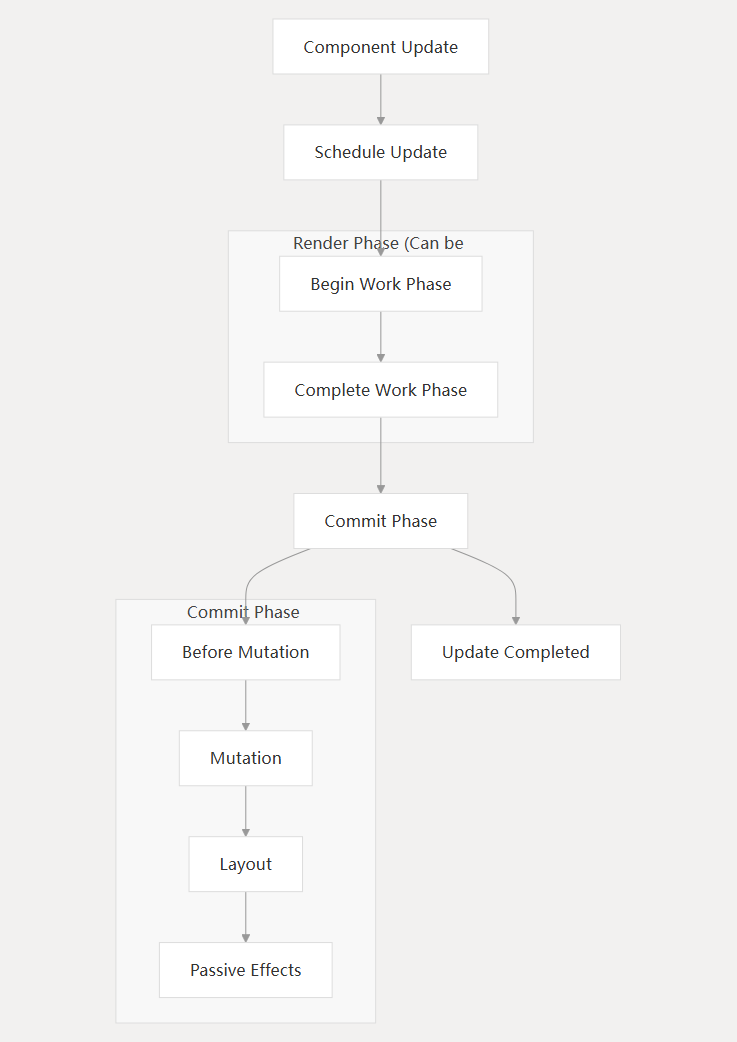 Component Update
Schedule Update
Render Phase (Can be
Begin Work Phase
Complete Work Phase
Commit Phase
Commit Phase
Before Mutation
Update Completed
Mutation
Layout
Passive Effects